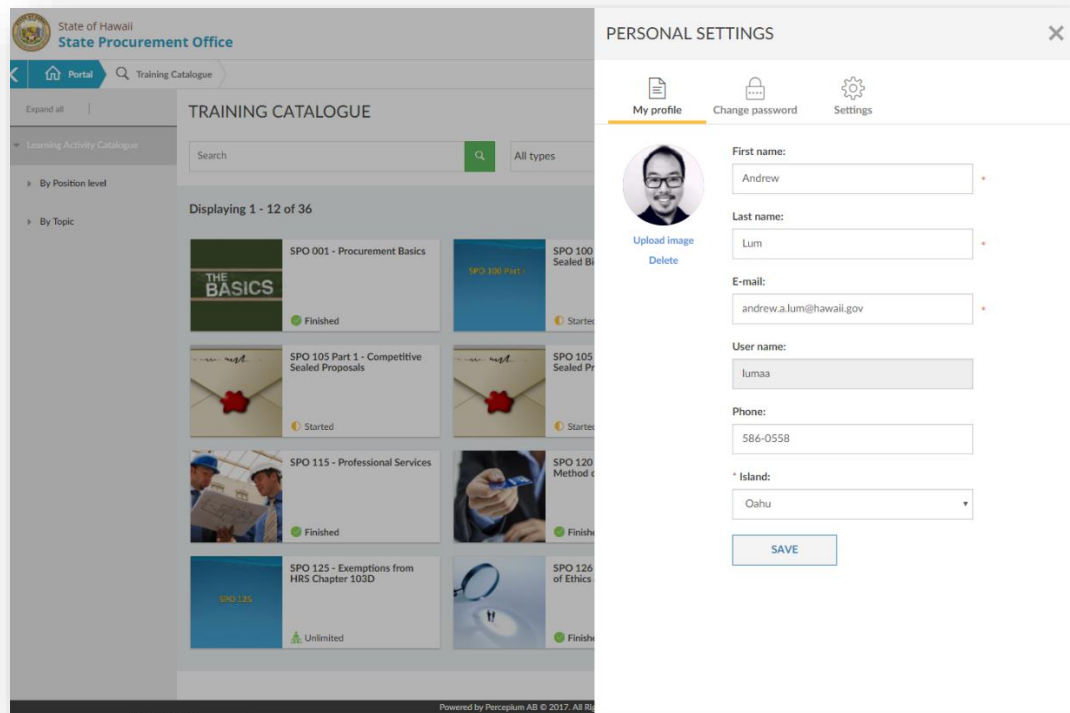 State of Hawaii
State Procurement Office
Portal
Training Catalogue
Expand all
Learning Activity Catalogue
By Position level
By Topic
TRAINING CATALOGUE
Search
All types
Displaying 1 - 12 of 36
THE
BASICS
SPO 001 - Procurement Basics
Finished
SPO 100 Part I
SPO 100
Sealed Bi
Started
SPO 105 Part 1 - Competitive
Sealed Proposals
Started
SPO 105
Sealed Pr
Started
SPO 115 - Professional Services
Finished
SPO 120
Method o
Finishe
SPO 125
SPO 125 - Exemptions from
HRS Chapter 103D
Unlimited
SPO 126
of Ethics
Finishe
Powered by Perceptum AB © 2017. All Rig
PERSONAL SETTINGS
My profile
Change password
Settings
Upload image
Delete
First name:
Andrew
*
Last name:
Lum
*
E-mail:
andrew.a.lum@hawaii.gov
*
User name:
lumaa
Phone:
586-0558
* Island:
Oahu
SAVE